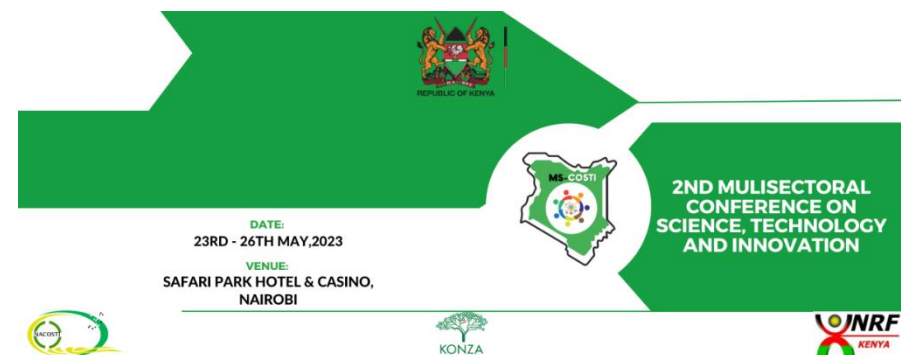 REPUBLIC OF KENYA
MS-COSTI
2ND MULISECTORAL
CONFERENCE ON
SCIENCE, TECHNOLOGY
AND INNOVATION
DATE:
23RD - 26TH MAY,2023
VENUE:
SAFARI PARK HOTEL & CASINO,
NAIROBI
NACOSTI
KONZA
NRF
KENYA